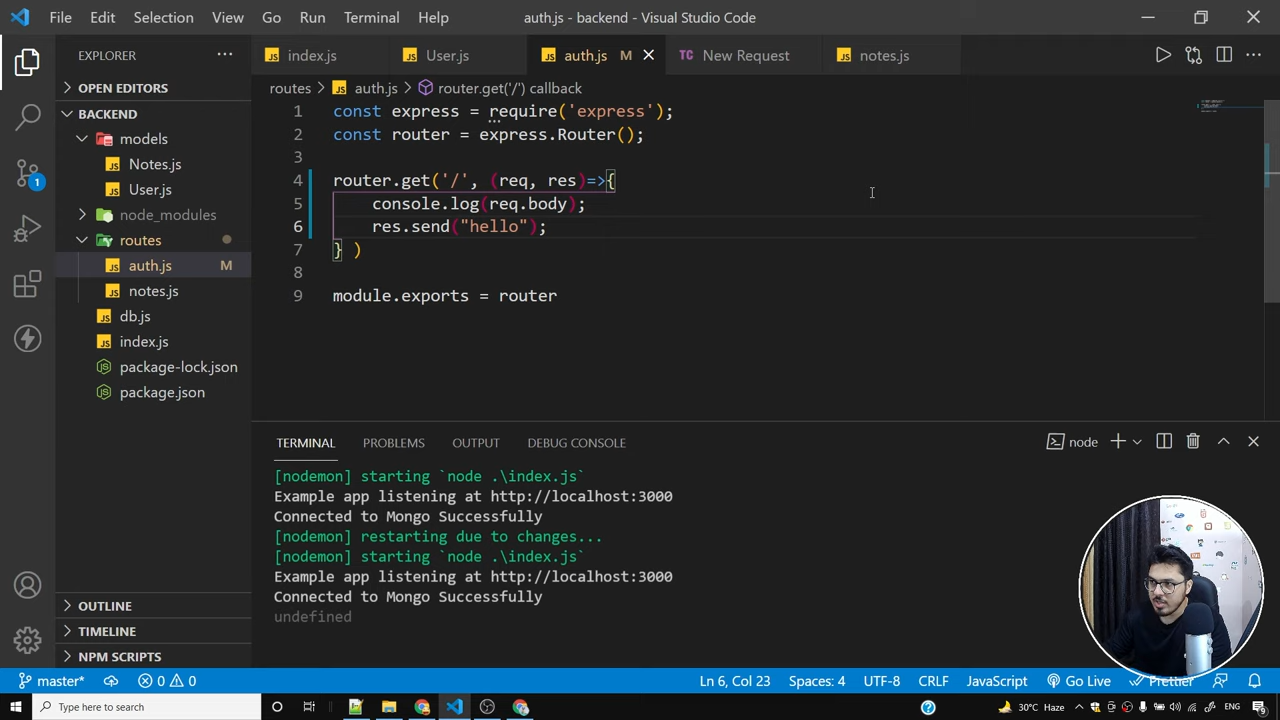 File Edit Selection View Go Run Terminal Help auth.js - backend - Visual Studio Code
EXPLORER
OPEN EDITORS
BACKEND
models
Notes.js
User.js
node_modules
routes
auth.js M
notes.js
db.js
index.js
package-lock.json
package.json
OUTLINE
TIMELINE
NPM SCRIPTS
1
index.js User.js auth.js M TC New Request notes.js
routes > auth.js > router.get('/') callback
1 const express = require('express');
2 const router = express.Router();
3
4 router.get('/', (req, res)=>{
5 console.log(req.body);
6 res.send("hello");
7 } )
8
9 module.exports = router
TERMINAL PROBLEMS OUTPUT DEBUG CONSOLE node
[nodemon] starting `node .\index.js`
Example app listening at http://localhost:3000
Connected to Mongo Successfully
[nodemon] restarting due to changes...
[nodemon] starting `node .\index.js`
Example app listening at http://localhost:3000
Connected to Mongo Successfully
undefined
master* 0 0 Ln 6, Col 23 Spaces: 4 UTF-8 CRLF JavaScript Go Live Prettier
Type here to search 30°C Haze ENG 7:40 PM